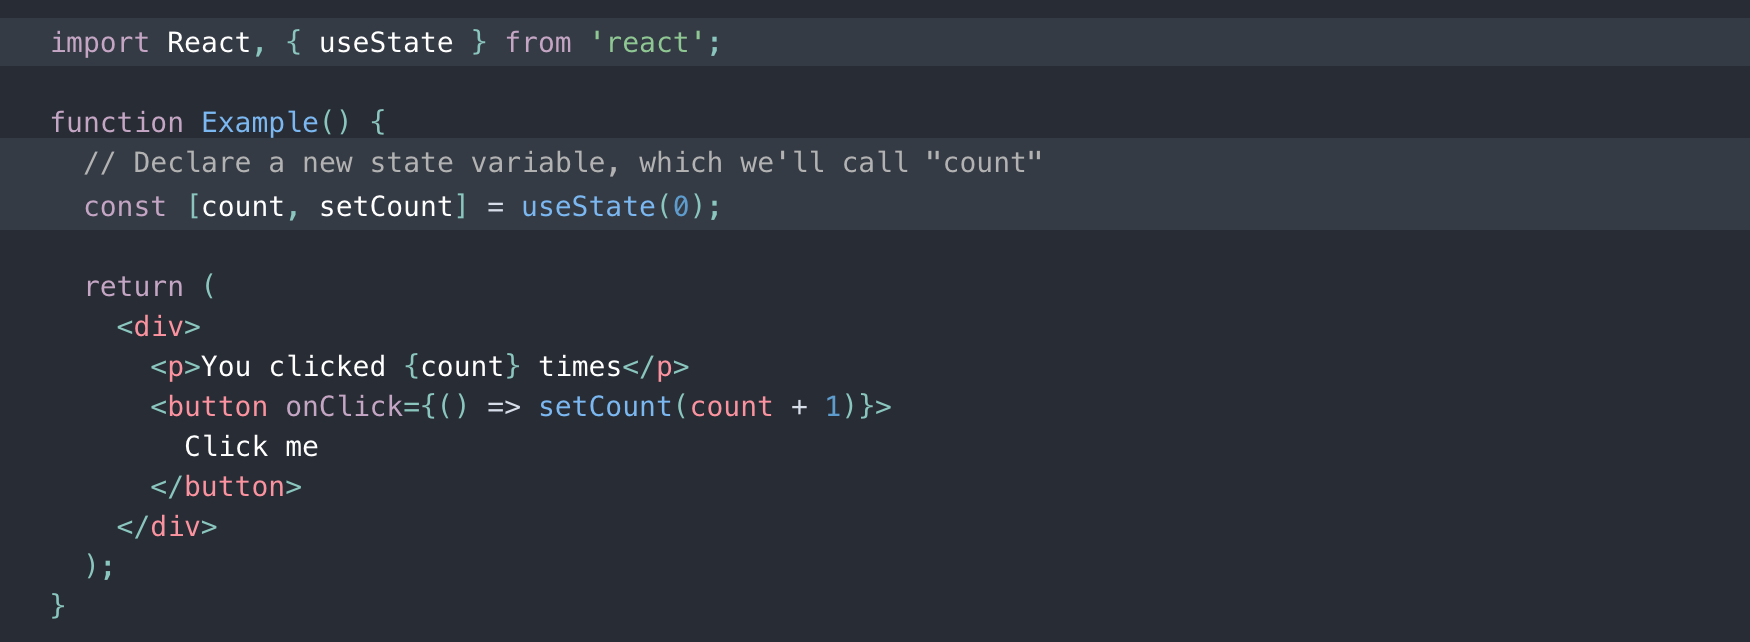 import React, { useState } from 'react';

function Example() {
  // Declare a new state variable, which we'll call "count"
  const [count, setCount] = useState(0);

  return (
    <div>
      <p>You clicked {count} times</p>
      <button onClick={() => setCount(count + 1)}>
        Click me
      </button>
    </div>
  );
}